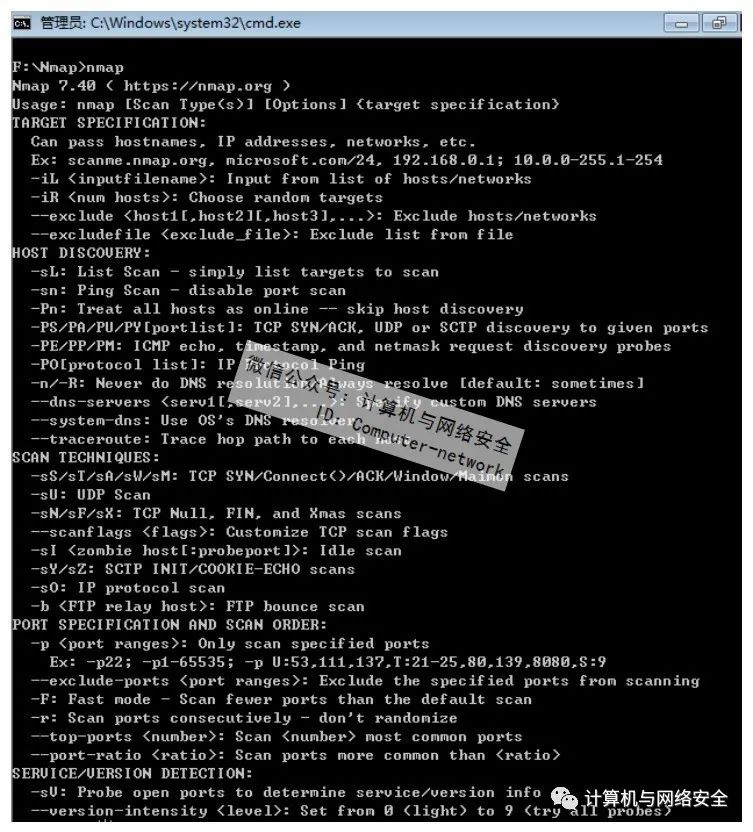 管理员: C:\Windows\system32\cmd.exe
F:\Nmap>nmap
Nmap 7.40 ( https://nmap.org )
Usage: nmap [Scan Type(s)] [Options] {target specification}
TARGET SPECIFICATION:
Can pass hostnames, IP addresses, networks, etc.
Ex: scanme.nmap.org, microsoft.com/24, 192.168.0.1; 10.0.0-255.1-254
-iL <inputfilename>: Input from list of hosts/networks
-iR <num hosts>: Choose random targets
--exclude <host1[,host2][,host3],...>: Exclude hosts/networks
--excludefile <exclude_file>: Exclude list from file
HOST DISCOVERY:
-sL: List Scan - simply list targets to scan
-sn: Ping Scan - disable port scan
-Pn: Treat all hosts as online -- skip host discovery
-PS/PA/PU/PY[portlist]: TCP SYN/ACK, UDP or SCTP discovery to given ports
-PE/PP/PM: ICMP echo, timestamp, and netmask request discovery probes
-PO[protocol list]: IP Protocol Ping
-n/-R: Never do DNS resolution/Always resolve [default: sometimes]
--dns-servers <serv1[,serv2],...>: Specify custom DNS servers
--system-dns: Use OS's DNS resolver
--traceroute: Trace hop path to each
微信公众号：计算机与网络安全
ID：Computer-network
SCAN TECHNIQUES:
-sS/sT/sA/sW/sM: TCP SYN/Connect()/ACK/Window/Maimon scans
-sU: UDP Scan
-sN/sF/sX: TCP Null, FIN, and Xmas scans
--scanflags <flags>: Customize TCP scan flags
-sI <zombie host[:probeport]>: Idle scan
-sY/sZ: SCTP INIT/COOKIE-ECHO scans
-sO: IP protocol scan
-b <FTP relay host>: FTP bounce scan
PORT SPECIFICATION AND SCAN ORDER:
-p <port ranges>: Only scan specified ports
Ex: -p22; -p1-65535; -p U:53,111,137,T:21-25,80,139,8080,S:9
--exclude-ports <port ranges>: Exclude the specified ports from scanning
-F: Fast mode - Scan fewer ports than the default scan
-r: Scan ports consecutively - don't randomize
--top-ports <number>: Scan <number> most common ports
--port-ratio <ratio>: Scan ports more common than <ratio>
SERVICE/VERSION DETECTION:
-sV: Probe open ports to determine service/version info
计算机与网络安全
--version-intensity <level>: Set from 0 (light) to 9 (try all probes)